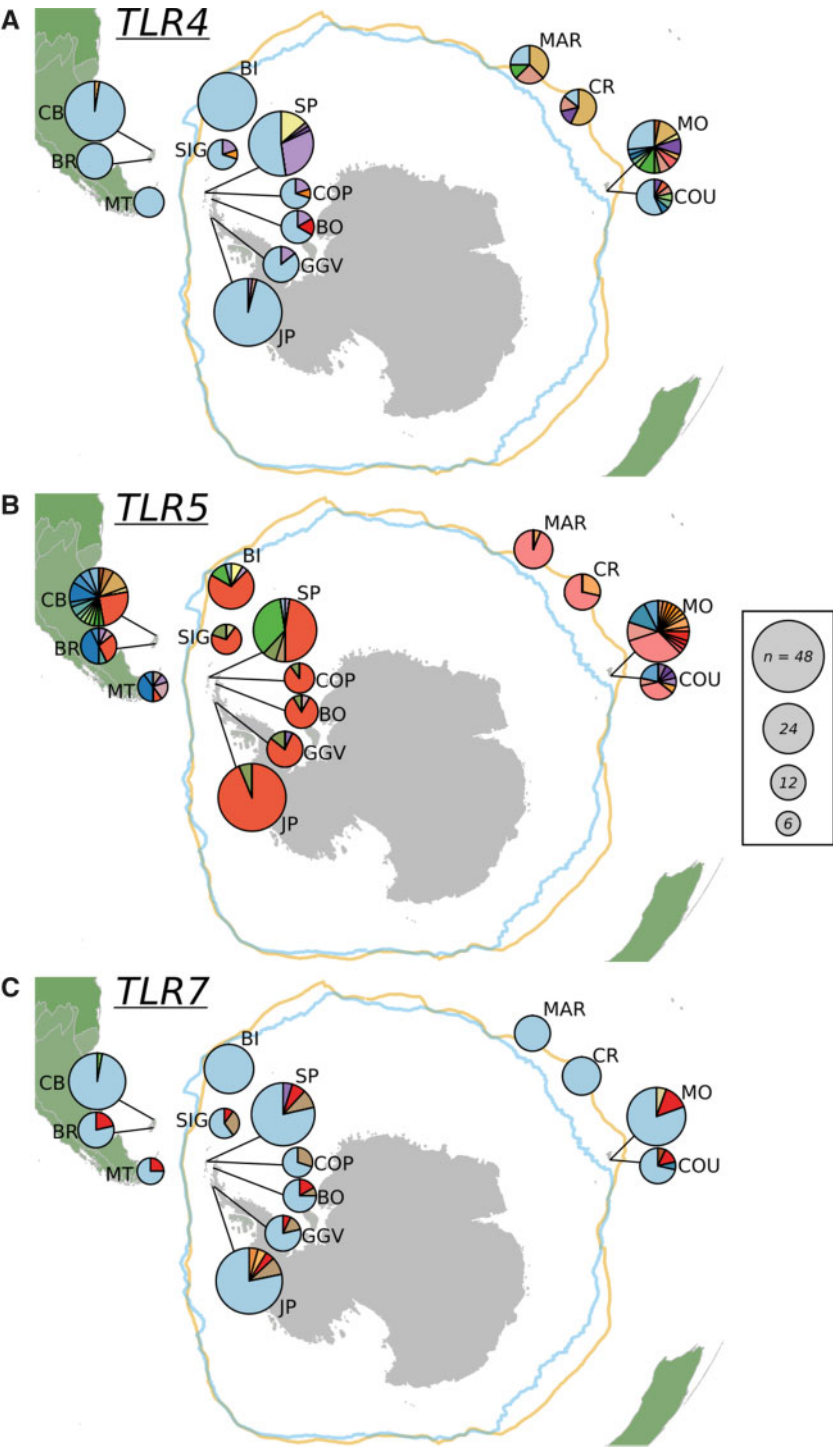 A TLR4
MAR
BI
CR
CB
SP
MO
SIG
BR
COP
COU
MT
BO
GGV
JP
B TLR5
MAR
BI
CR
CB
SP
MO
SIG
BR
COP
COU
MT
BO
GGV
JP
n = 48
24
12
6
C TLR7
MAR
BI
CR
SP
CB
MO
SIG
BR
COP
COU
MT
BO
GGV
JP